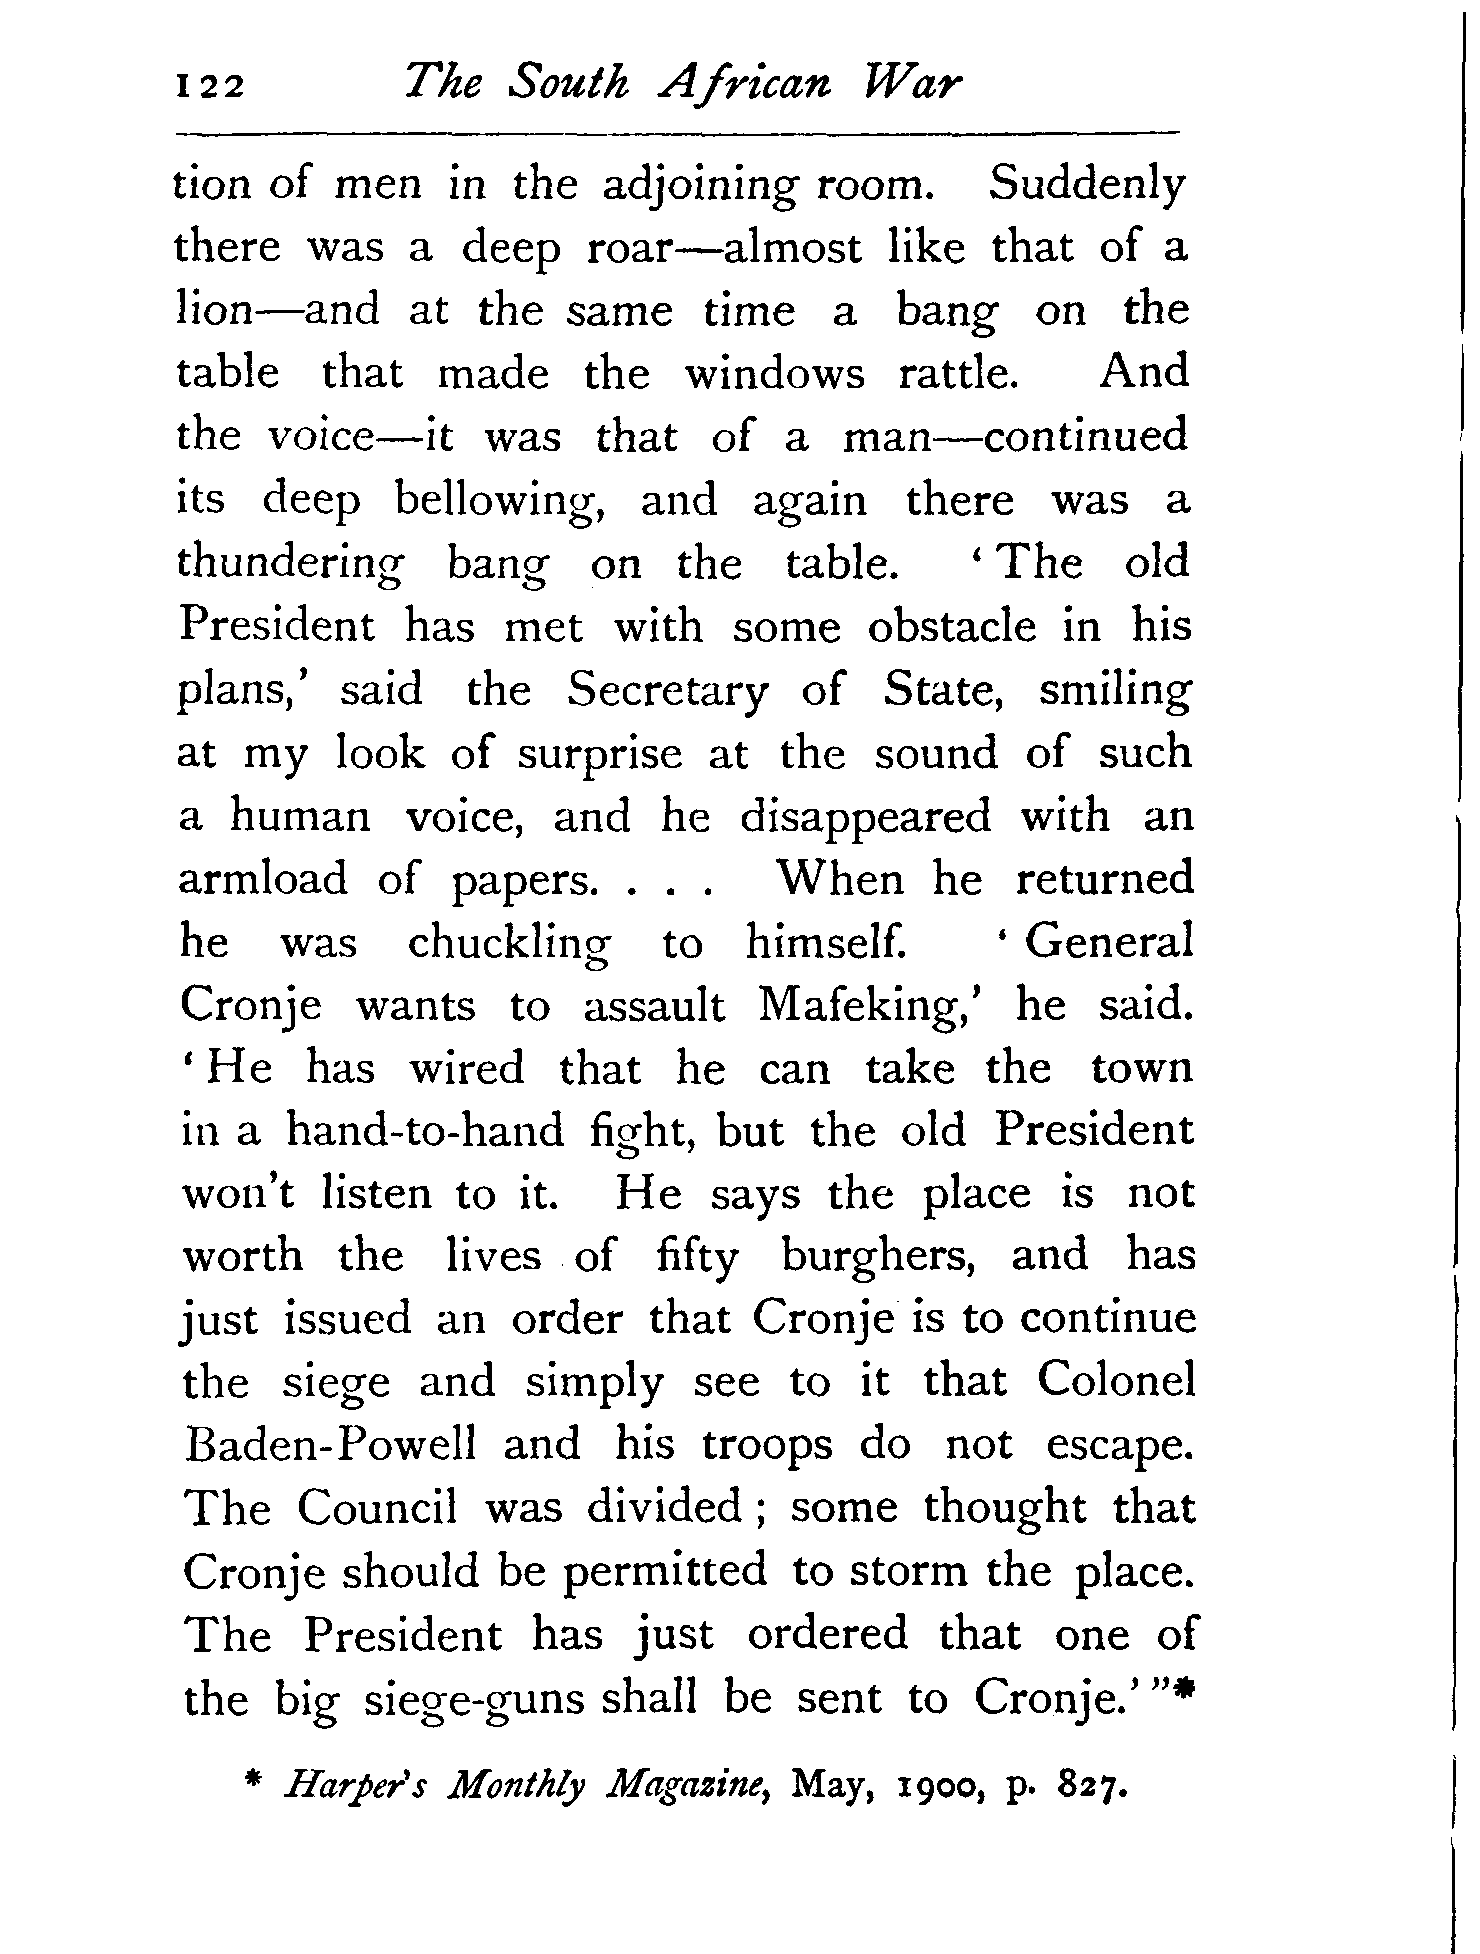 122 The South African War
tion of men in the adjoining room. Suddenly
there was a deep roar—almost like that of a
lion—and at the same time a bang on the
table that made the windows rattle. And
the voice—it was that of a man—continued
its deep bellowing, and again there was a
thundering bang on the table. ‘ The old
President has met with some obstacle in his
plans,’ said the Secretary of State, smiling
at my look of surprise at the sound of such
a human voice, and he disappeared with an
armload of papers. . . . When he returned
he was chuckling to himself. ‘ General
Cronje wants to assault Mafeking,’ he said.
‘ He has wired that he can take the town
in a hand-to-hand fight, but the old President
won’t listen to it. He says the place is not
worth the lives of fifty burghers, and has
just issued an order that Cronje is to continue
the siege and simply see to it that Colonel
Baden-Powell and his troops do not escape.
The Council was divided ; some thought that
Cronje should be permitted to storm the place.
The President has just ordered that one of
the big siege-guns shall be sent to Cronje.’ ”*
* Harper’s Monthly Magazine, May, 1900, p. 827.